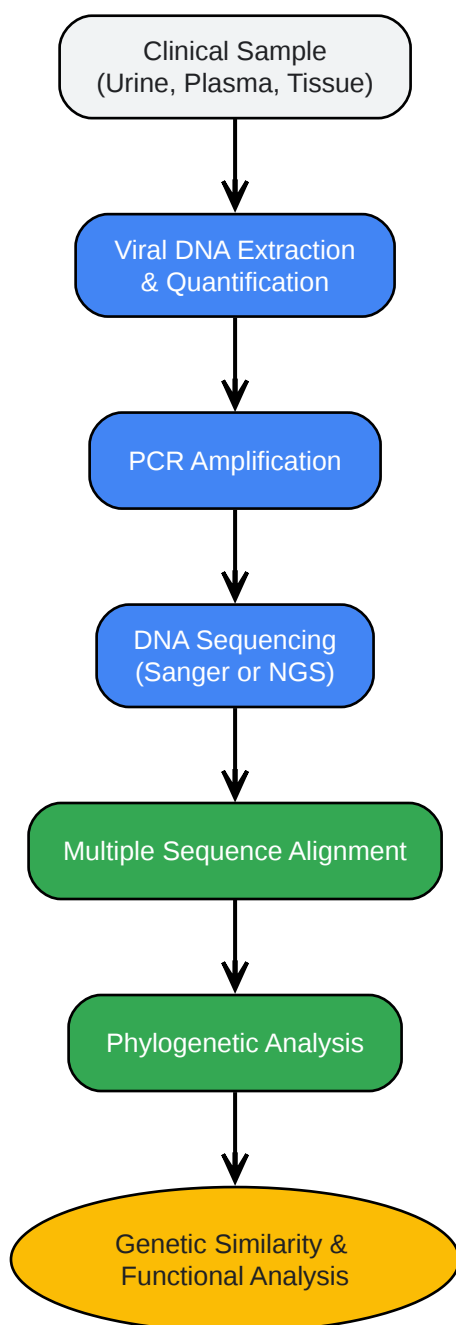 Clinical Sample
(Urine, Plasma, Tissue)
Viral DNA Extraction
& Quantification
PCR Amplification
DNA Sequencing
(Sanger or NGS)
Multiple Sequence Alignment
Phylogenetic Analysis
Genetic Similarity &
Functional Analysis